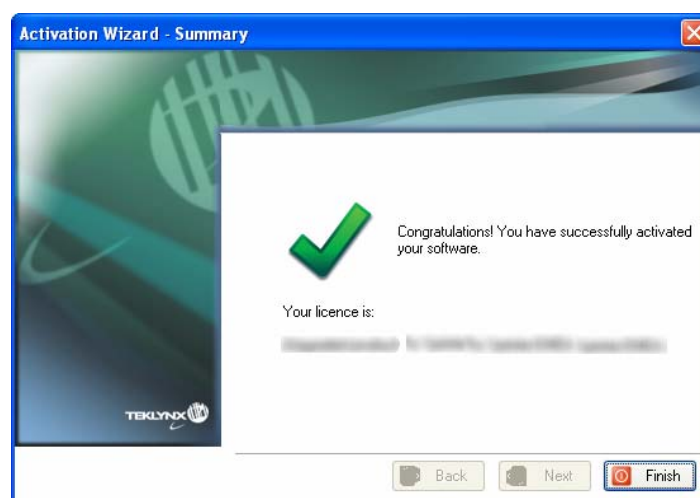 Activation Wizard - Summary
Congratulations! You have successfully activated
your software.
Your licence is:
TEKLYNX
Back
Next
Finish